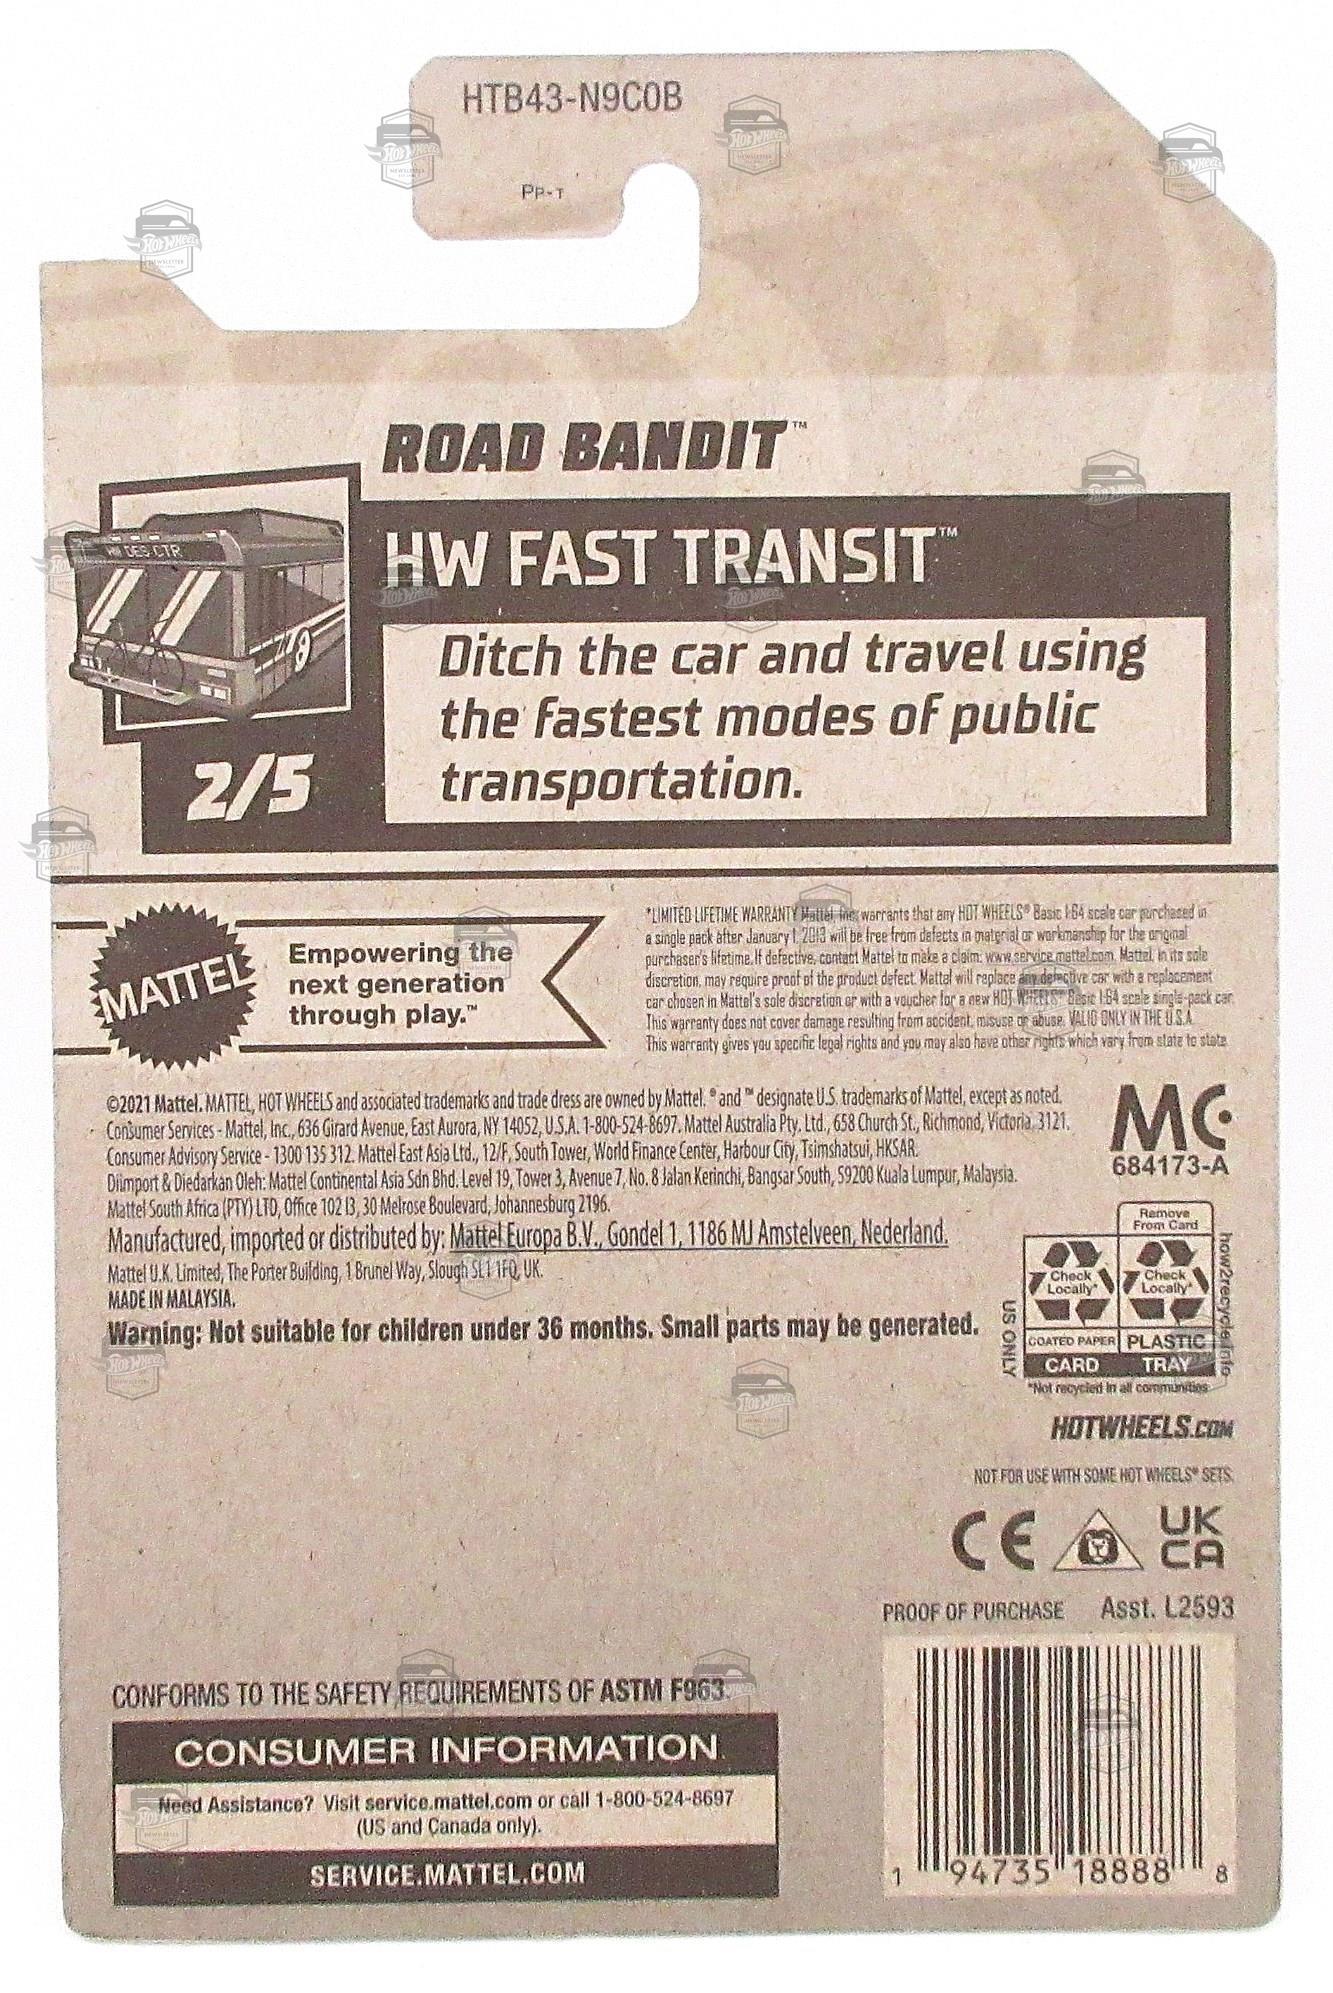 HTB43-N9C0B
PP-T
ROAD BANDIT™
HW DES CTR
HW FAST TRANSIT™
Ditch the car and travel using
the fastest modes of public
transportation.
2/5
MATTEL
Empowering the
next generation
through play.™
*LIMITED LIFETIME WARRANTY Mattel, Inc. warrants that any HOT WHEELS® Basic 1:64 scale car purchased in
a single pack after January 1, 2013 will be free from defects in material or workmanship for the original
purchaser's lifetime. If defective, contact Mattel to make a claim: www.service.mattel.com. Mattel, in its sole
discretion, may require proof of the product defect. Mattel will replace any defective car with a replacement
car chosen in Mattel's sole discretion or with a voucher for a new HOT WHEELS® Basic 1:64 scale single-pack car.
This warranty does not cover damage resulting from accident, misuse or abuse. VALID ONLY IN THE U.S.A.
This warranty gives you specific legal rights and you may also have other rights which vary from state to state.
©2021 Mattel. MATTEL, HOT WHEELS and associated trademarks and trade dress are owned by Mattel. ® and ™ designate U.S. trademarks of Mattel, except as noted.
Consumer Services - Mattel, Inc., 636 Girard Avenue, East Aurora, NY 14052, U.S.A. 1-800-524-8697. Mattel Australia Pty. Ltd., 658 Church St., Richmond, Victoria, 3121.
Consumer Advisory Service - 1300 135 312. Mattel East Asia Ltd., 12/F, South Tower, World Finance Center, Harbour City, Tsimshatsui, HKSAR.
Diimport & Diedarkan Oleh: Mattel Continental Asia Sdn Bhd. Level 19, Tower 3, Avenue 7, No. 8 Jalan Kerinchi, Bangsar South, 59200 Kuala Lumpur, Malaysia.
Mattel South Africa (PTY) LTD, Office 102 I3, 30 Melrose Boulevard, Johannesburg 2196.
Manufactured, imported or distributed by: Mattel Europa B.V., Gondel 1, 1186 MJ Amstelveen, Nederland.
Mattel U.K. Limited, The Porter Building, 1 Brunel Way, Slough SL1 1FQ, UK.
MADE IN MALAYSIA.
Warning: Not suitable for children under 36 months. Small parts may be generated.
MC
684173-A
Remove
From Card
Check
Locally*
Check
Locally*
COATED PAPER
PLASTIC
CARD
TRAY
US ONLY
how2recycle.info
*Not recycled in all communities
HOTWHEELS.COM
NOT FOR USE WITH SOME HOT WHEELS® SETS.
CE
UK
CA
PROOF OF PURCHASE Asst. L2593
1 94735 18888 8
CONFORMS TO THE SAFETY REQUIREMENTS OF ASTM F963.
CONSUMER INFORMATION
Need Assistance? Visit service.mattel.com or call 1-800-524-8697
(US and Canada only).
SERVICE.MATTEL.COM
Hot Wheels
NEWSLETTER